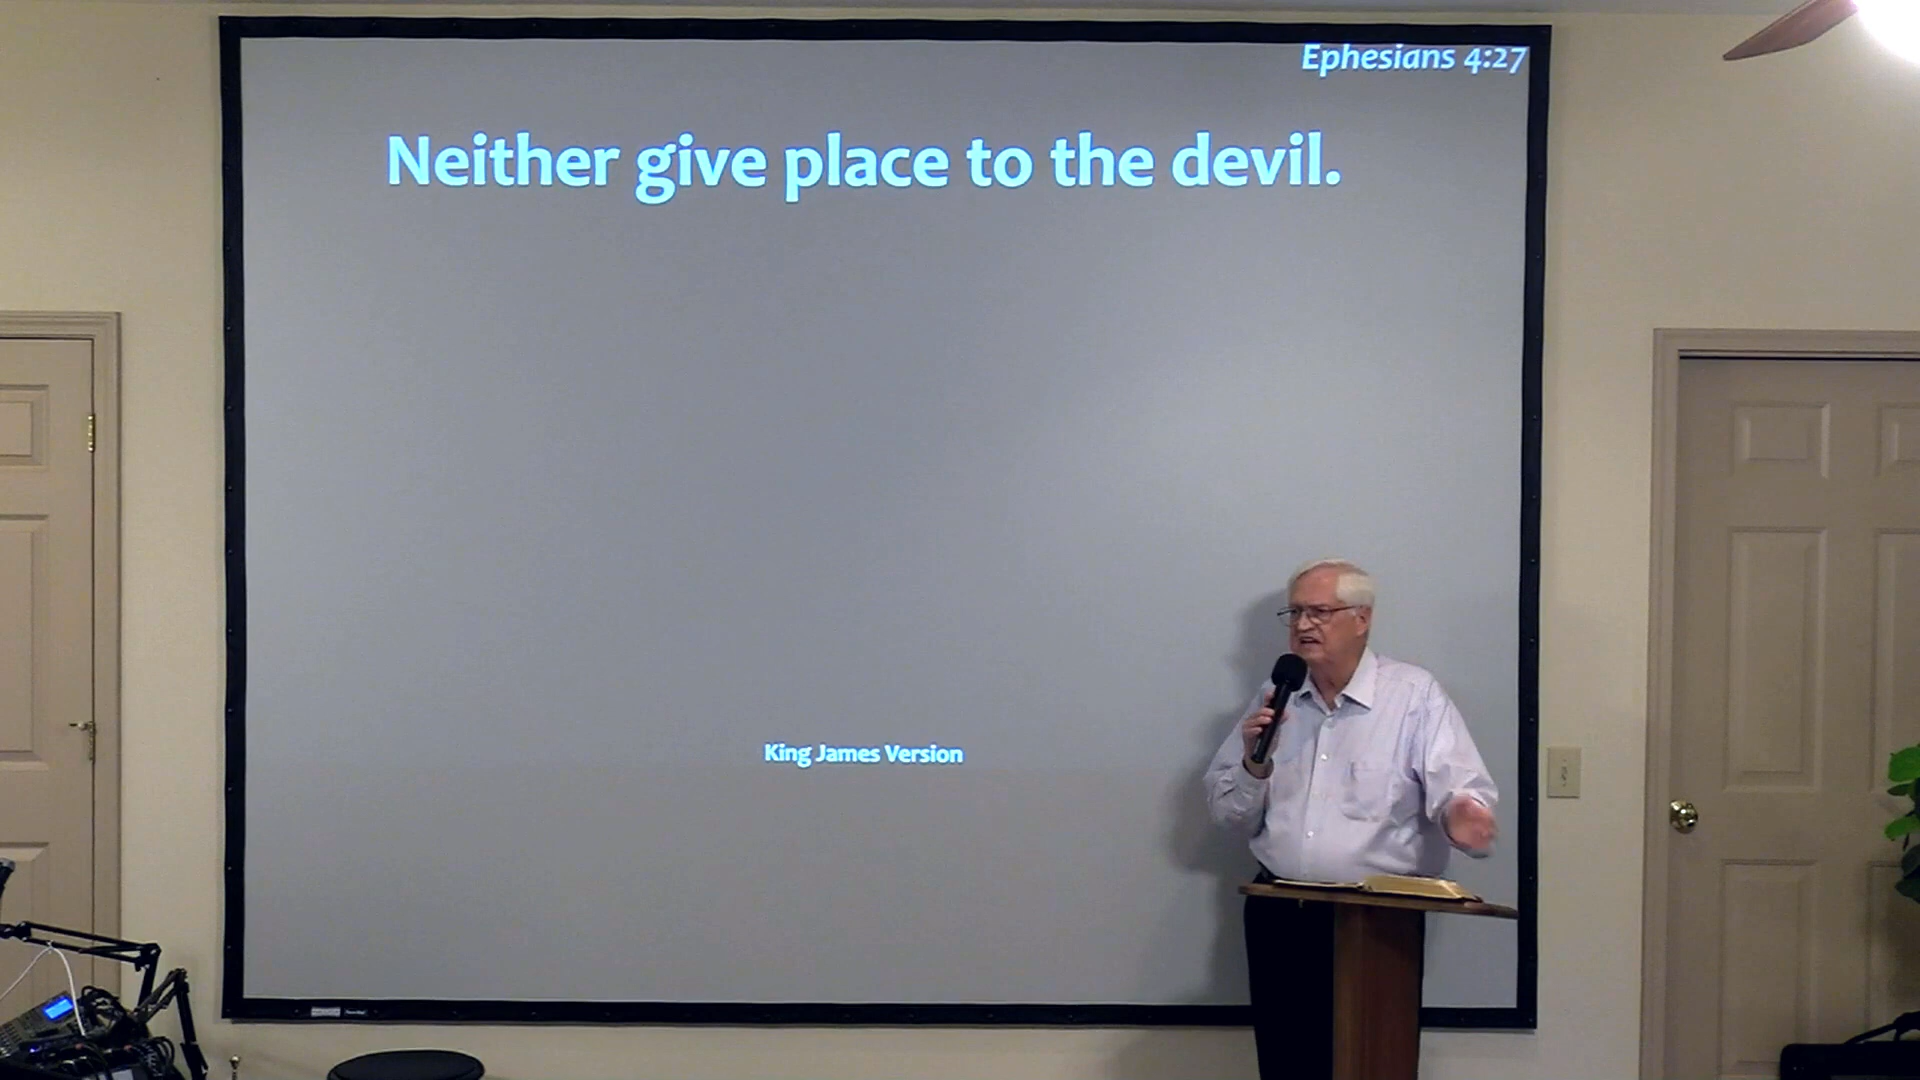 Ephesians 4:27
Neither give place to the devil.
King James Version